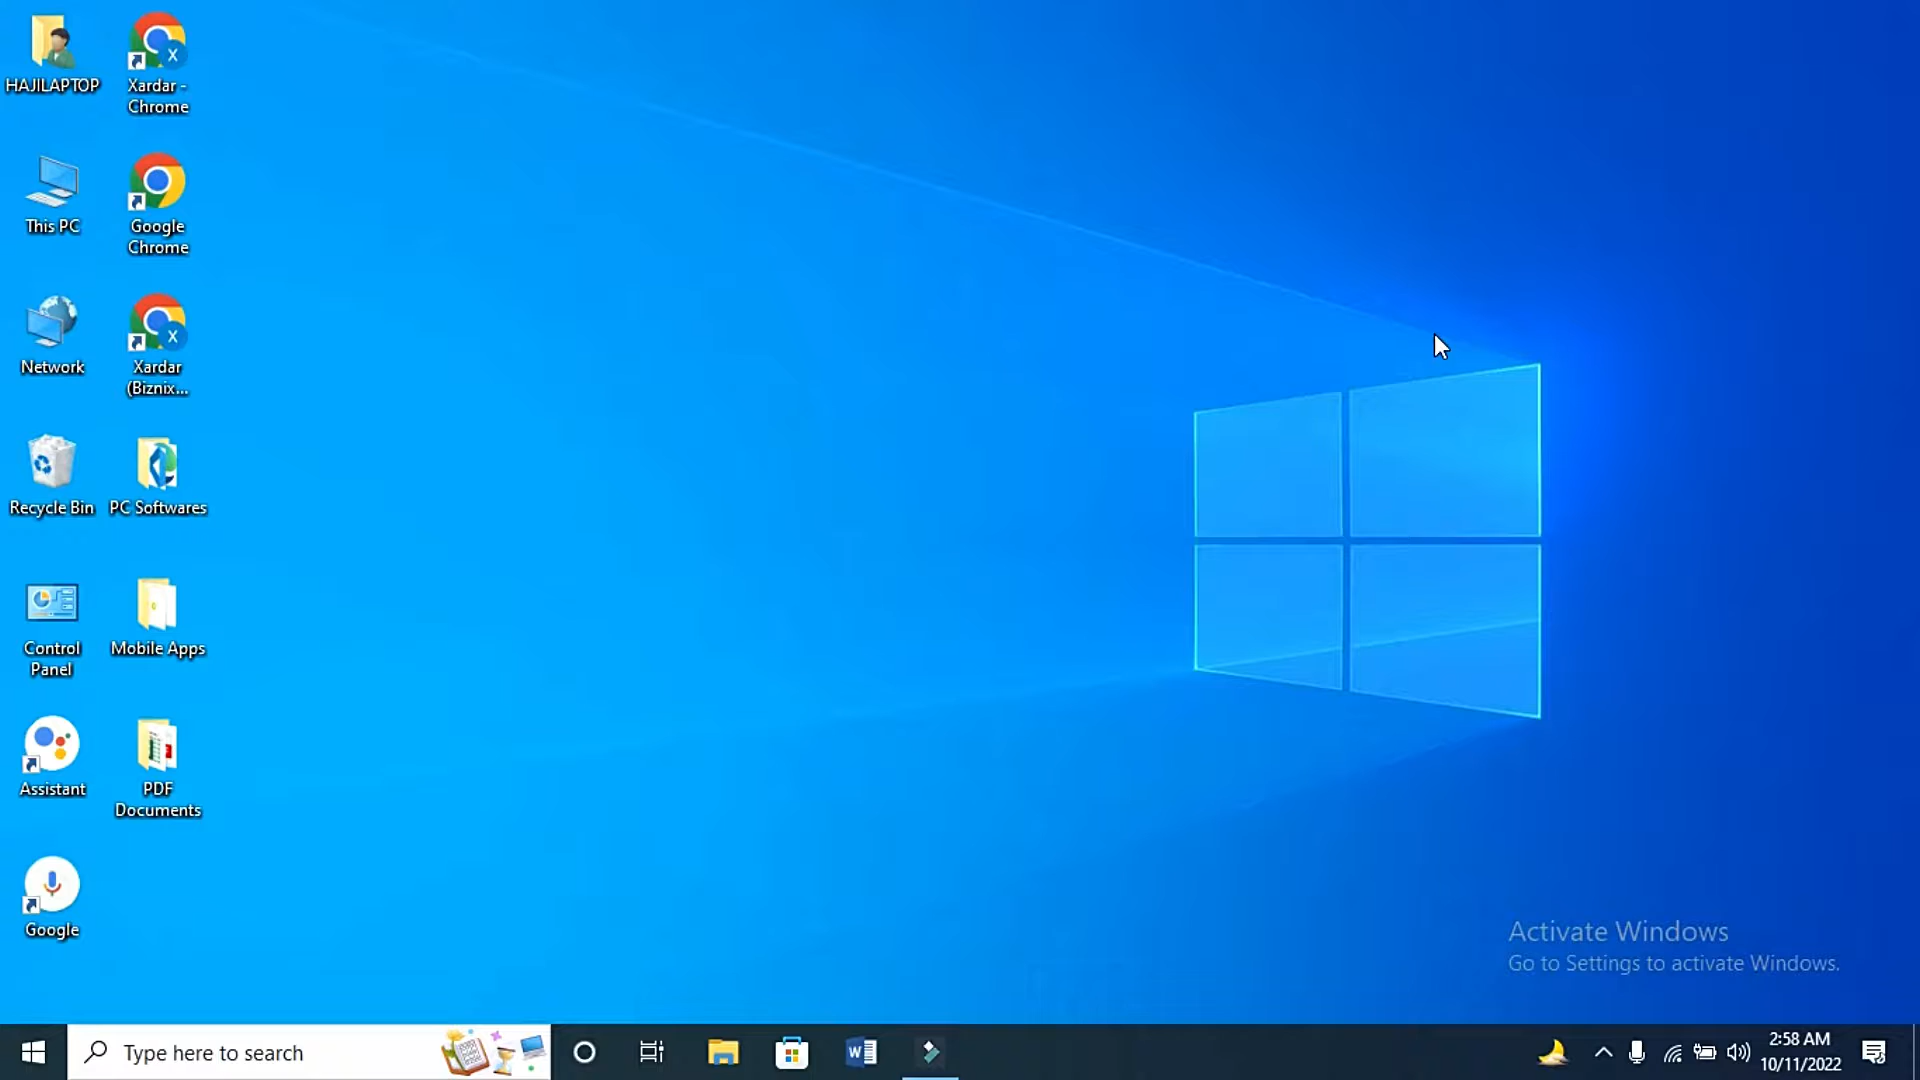 HAJILAPTOP
Xardar -
Chrome
This PC
Google
Chrome
Network
Xardar
(Biznix...
Recycle Bin
PC Softwares
Control
Panel
Mobile Apps
Assistant
PDF
Documents
Google
Activate Windows
Go to Settings to activate Windows.
Type here to search
2:58 AM
10/11/2022